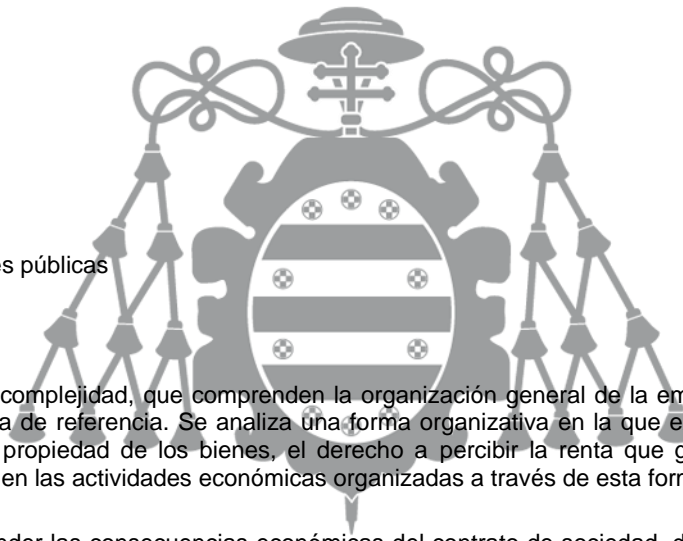 es públicas
complejidad, que comprenden la organización general de la em
a de referencia. Se analiza una forma organizativa en la que e
propiedad de los bienes, el derecho a percibir la renta que g
en las actividades económicas organizadas a través de esta for
nder las consecuencias económicas del contrato de sociedad, d